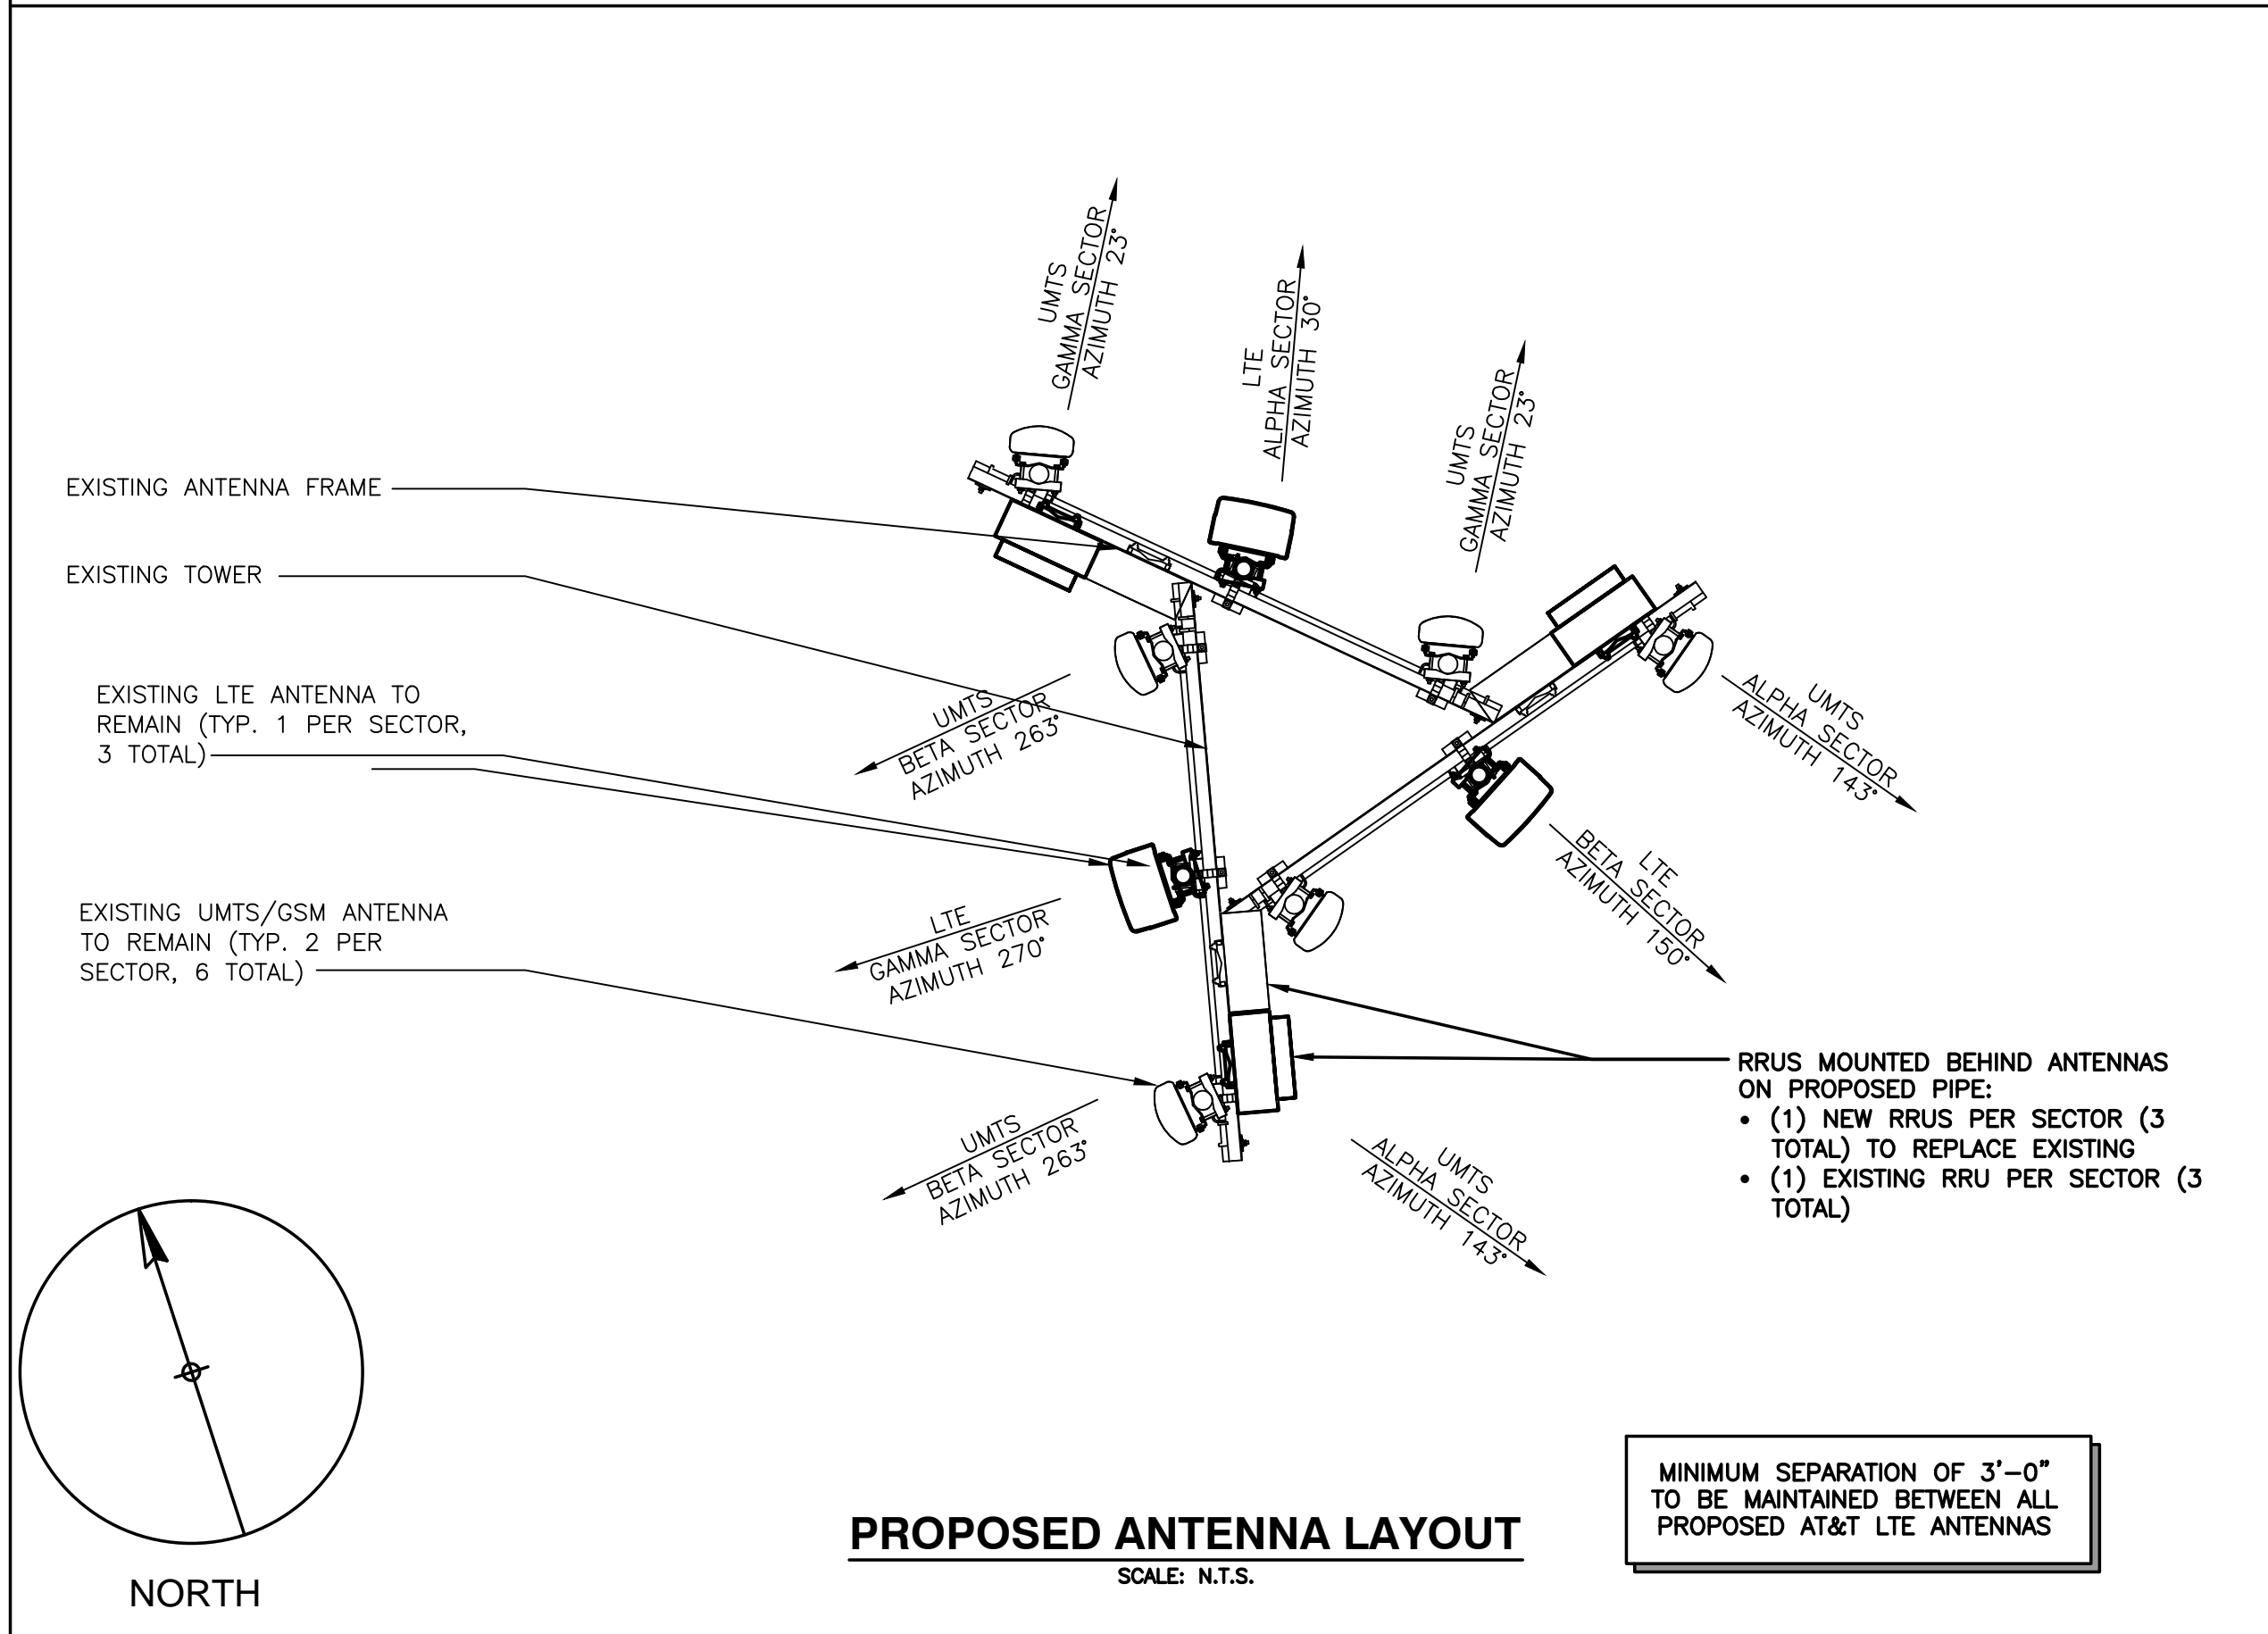 UMTS
GAMMA SECTOR
AZIMUTH 23°
LTE
ALPHA SECTOR
AZIMUTH 30°
UMTS
GAMMA SECTOR
AZIMUTH 23°
EXISTING ANTENNA FRAME
EXISTING TOWER
EXISTING LTE ANTENNA TO
REMAIN (TYP. 1 PER SECTOR,
3 TOTAL)
UMTS
BETA SECTOR
AZIMUTH 263°
UMTS
ALPHA SECTOR
AZIMUTH 143°
LTE
BETA SECTOR
AZIMUTH 150°
EXISTING UMTS/GSM ANTENNA
TO REMAIN (TYP. 2 PER
SECTOR, 6 TOTAL)
LTE
GAMMA SECTOR
AZIMUTH 270°
RRUS MOUNTED BEHIND ANTENNAS
ON PROPOSED PIPE:
• (1) NEW RRUS PER SECTOR (3
TOTAL) TO REPLACE EXISTING
• (1) EXISTING RRU PER SECTOR (3
TOTAL)
UMTS
BETA SECTOR
AZIMUTH 263°
UMTS
ALPHA SECTOR
AZIMUTH 143°
NORTH
PROPOSED ANTENNA LAYOUT
SCALE: N.T.S.
MINIMUM SEPARATION OF 3'-0"
TO BE MAINTAINED BETWEEN ALL
PROPOSED AT&T LTE ANTENNAS